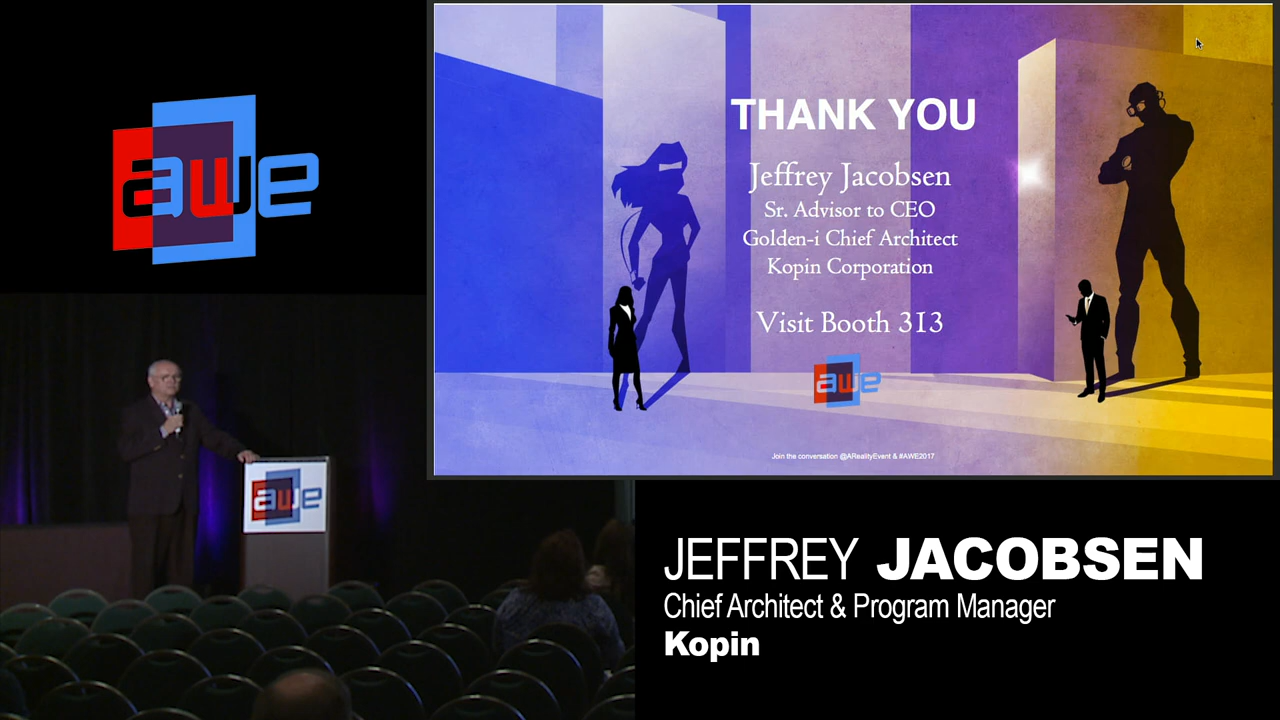 awe
THANK YOU
Jeffrey Jacobsen
Sr. Advisor to CEO
Golden-i Chief Architect
Kopin Corporation
Visit Booth 313
awe
Join the conversation @ARealityEvent & #AWE2017
awe
JEFFREY JACOBSEN
Chief Architect & Program Manager
Kopin